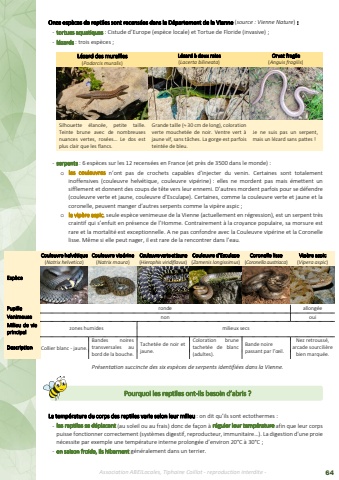 Onze espèces de reptiles sont recensées dans le Département de la Vienne (source : Vienne Nature) :
- tortues aquatiques : Cistude d'Europe (espèce locale) et Tortue de Floride (invasive) ;
- lézards : trois espèces ;
Lézard des murailles
(Podarcis muralis)
Lézard à deux raies
(Lacerta bilineata)
Orvet fragile
(Anguis fragilis)
Silhouette élancée, petite taille. Teinte brune avec de nombreuses nuances vertes, rosées... Le dos est plus clair que les flancs.
Grande taille (≈30 cm de long), coloration verte mouchetée de noir. Ventre vert à jaune vif, sans tâches. La gorge est parfois teintée de bleu.
Je ne suis pas un serpent, mais un lézard sans pattes !
- serpents : 6 espèces sur les 12 recensées en France (et près de 3500 dans le monde) :
o les couleuvres n'ont pas de crochets capables d'injecter du venin. Certaines sont totalement
inoffensives (couleuvre helvétique, couleuvre vipérine) : elles ne mordent pas mais émettent un
sifflement et donnent des coups de tête vers leur ennemi. D'autres mordent parfois pour se défendre
(couleuvre verte et jaune, couleuvre d'Esculape). Certaines, comme la couleuvre verte et jaune et la
coronelle, peuvent manger d'autres serpents comme la vipère aspic ;
o la vipère aspic, seule espèce venimeuse de la Vienne (actuellement en régression), est un serpent très
craintif qui s'enfuit en présence de l'Homme. Contrairement à la croyance populaire, sa morsure est
rare et la mortalité est exceptionnelle. A ne pas confondre avec la Couleuvre vipérine et la Coronelle
lisse. Même si elle peut nager, il est rare de la rencontrer dans l'eau.
Couleuvre helvétique
(Natrix helvetica)
Couleuvre vipérine
(Natrix maura)
Couleuvre verte et jaune
(Hierophis viridiflavus)
Couleuvre d'Esculape
(Zamenis longissimus)
Coronelle lisse
(Coronella austriaca)
Vipère aspic
(Vipera aspic)
Espèce
Pupille ronde allongée
Venimeuse non oui
Milieu de vie principal zones humides milieux secs
Description
Collier blanc - jaune.
Bandes noires transversales au bord de la bouche.
Tachetée de noir et jaune.
Coloration brune tachetée de blanc (adultes).
Bande noire passant par l'œil.
Nez retroussé, arcade sourcilière bien marquée.
Présentation succincte des six espèces de serpents identifiées dans la Vienne.
Pourquoi les reptiles ont-ils besoin d'abris ?
La température du corps des reptiles varie selon leur milieu : on dit qu'ils sont ectothermes :
- les reptiles se déplacent (au soleil ou au frais) donc de façon à réguler leur température afin que leur corps
puisse fonctionner correctement (systèmes digestif, reproducteur, immunitaire...). La digestion d'une proie
nécessite par exemple une température interne prolongée d'environ 20°C à 30°C ;
- en saison froide, ils hibernent généralement dans un terrier.
64